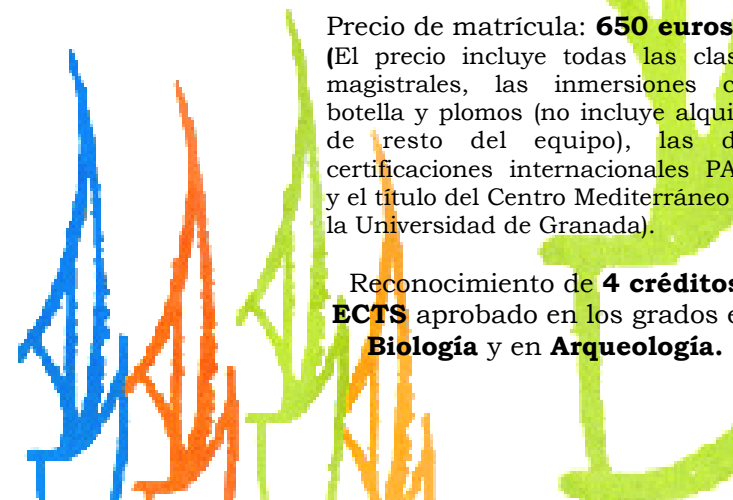 Precio de matrícula: 650 euros
(El precio incluye todas las clas
magistrales, las inmersiones c
botella y plomos (no incluye alqui
de resto del equipo), las d
certificaciones internacionales PA
y el título del Centro Mediterráneo
la Universidad de Granada).
Reconocimiento de 4 créditos
ECTS aprobado en los grados e
Biología y en Arqueología.